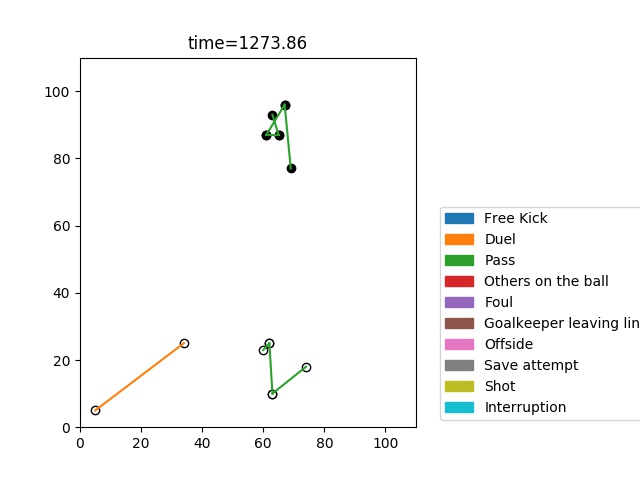 time=1273.86
100
80
60
40
20
0
0 20 40 60 80 100
Free Kick
Duel
Pass
Others on the ball
Foul
Goalkeeper leaving lin
Offside
Save attempt
Shot
Interruption